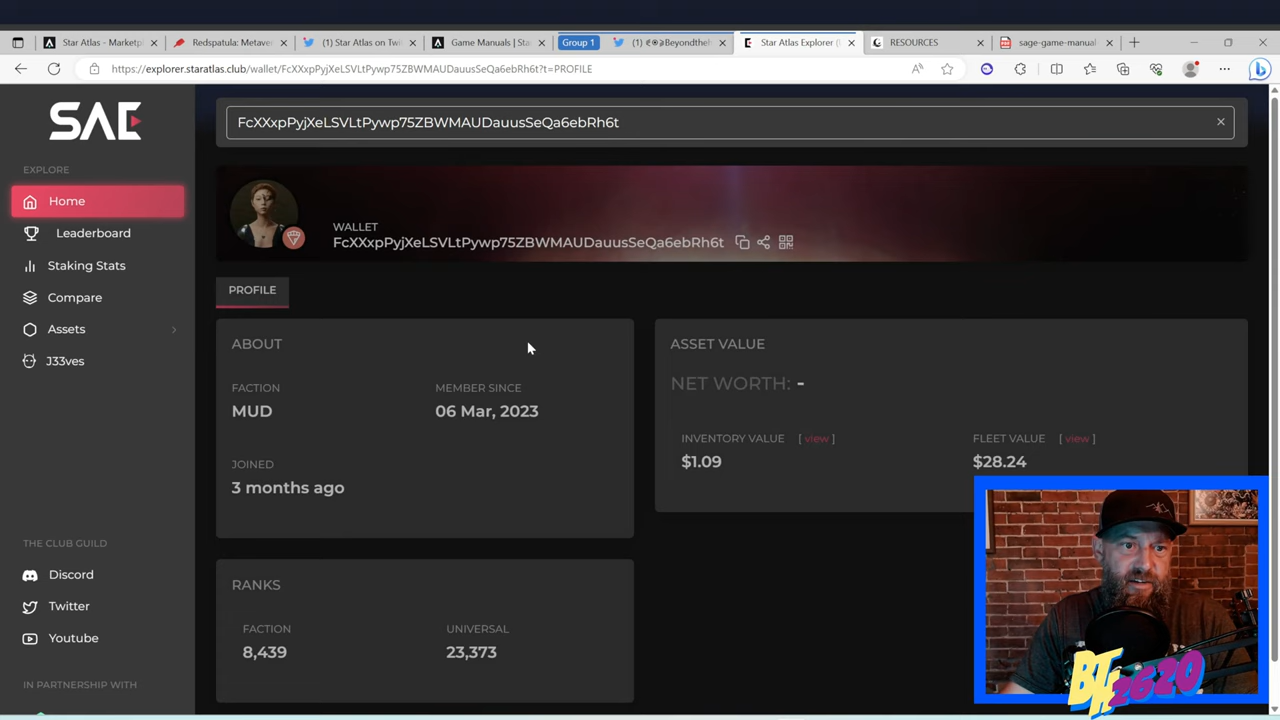 Star Atlas - Marketp
Redspatula: Metaver
(1) Star Atlas on Twit
Game Manuals | Sta
Group 1
Star Atlas Explorer (
RESOURCES
sage-game-manual
https://explorer.staratlas.club/wallet/FcXXxpPyjXeLSVLtPywp75ZBWMAUDauusSeQa6ebRh6t?t=PROFILE
SAE
FcXXxpPyjXeLSVLtPywp75ZBWMAUDauusSeQa6ebRh6t
EXPLORE
Home
Leaderboard
Staking Stats
Compare
Assets
J33ves
THE CLUB GUILD
Discord
Twitter
Youtube
IN PARTNERSHIP WITH
WALLET
FcXXxpPyjXeLSVLtPywp75ZBWMAUDauusSeQa6ebRh6t
PROFILE
ABOUT
FACTION
MEMBER SINCE
MUD
06 Mar, 2023
JOINED
3 months ago
ASSET VALUE
NET WORTH: -
INVENTORY VALUE [ view ]
FLEET VALUE [ view ]
$1.09
$28.24
RANKS
FACTION
UNIVERSAL
8,439
23,373
BTH2620